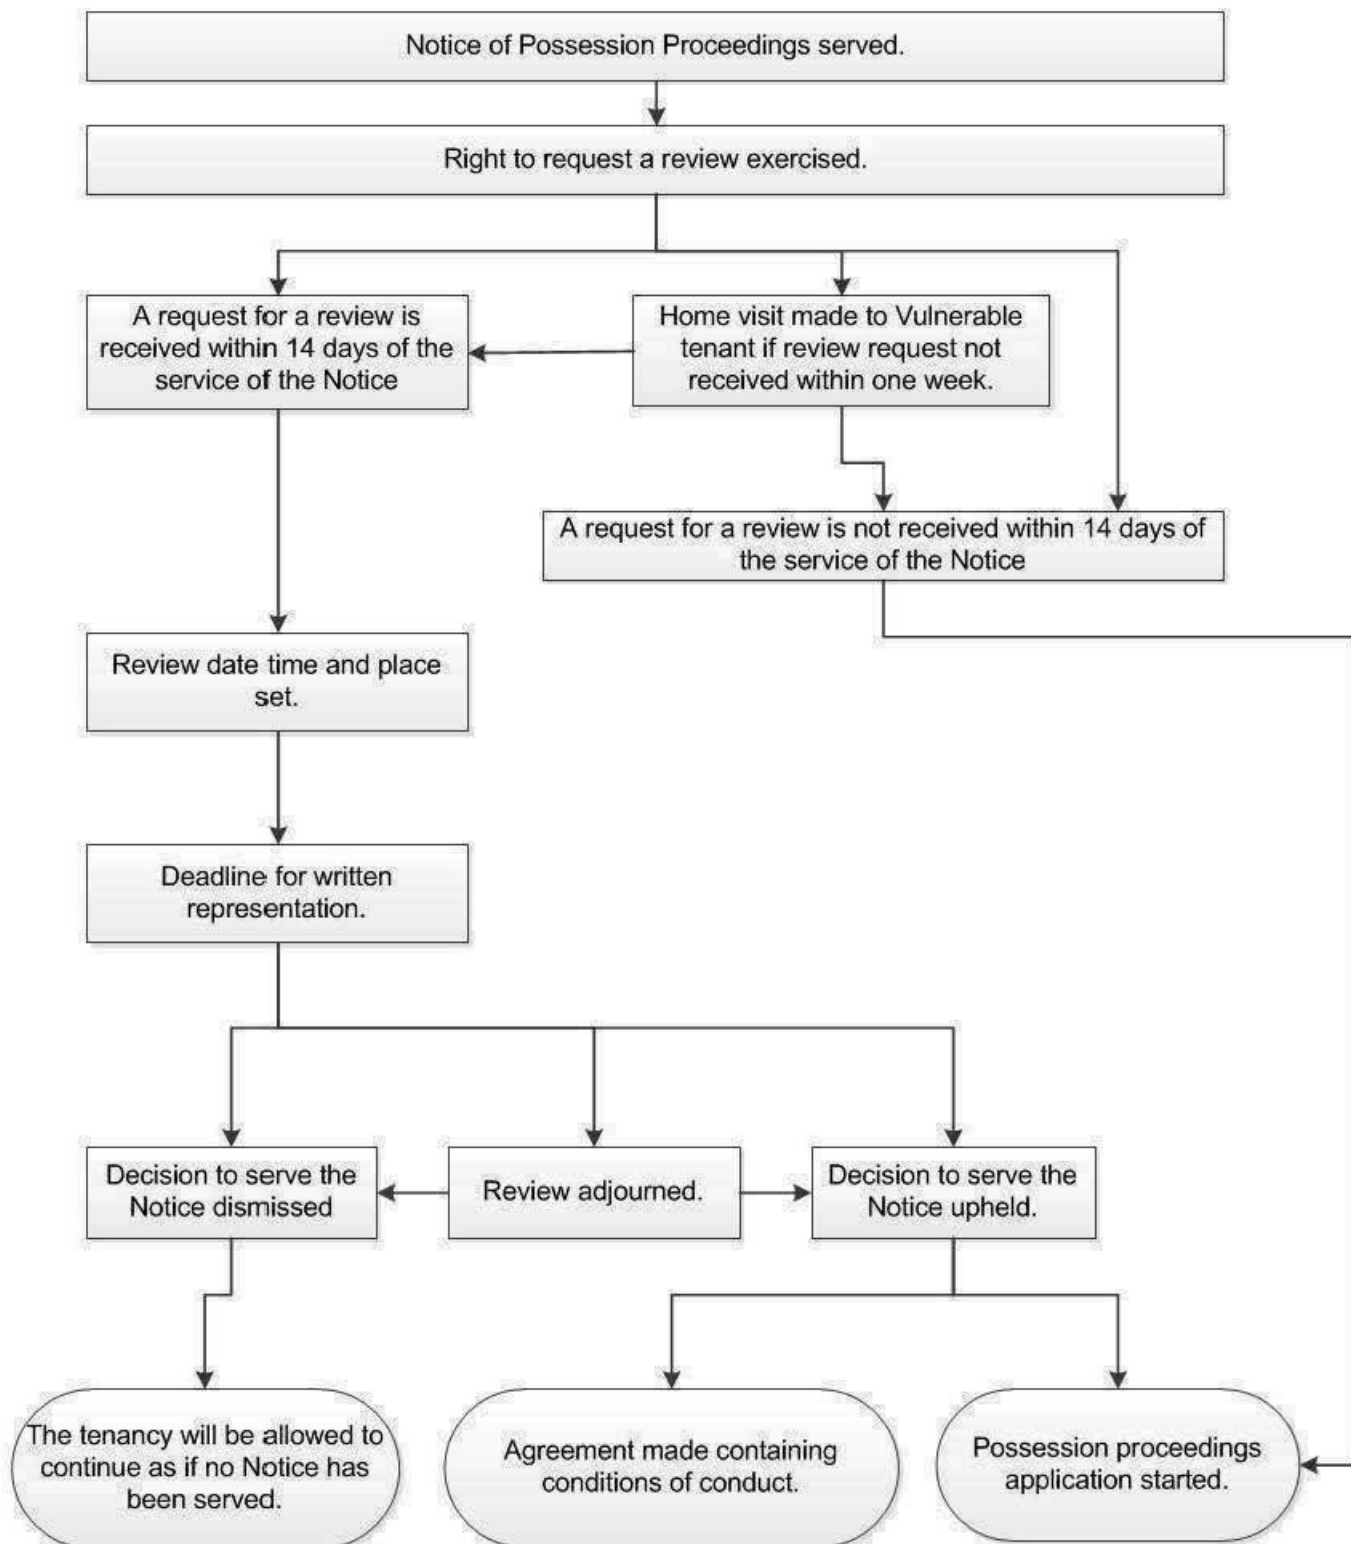 Notice of Possession Proceedings served.
Right to request a review exercised.
A request for a review is
received within 14 days of the
service of the Notice
Home visit made to Vulnerable
tenant if review request not
received within one week.
A request for a review is not received within 14 days of
the service of the Notice
Review date time and place
set.
Deadline for written
representation.
Decision to serve the
Notice dismissed
Review adjourned.
Decision to serve the
Notice upheld.
The tenancy will be allowed to
continue as if no Notice has
been served.
Agreement made containing
conditions of conduct.
Possession proceedings
application started.